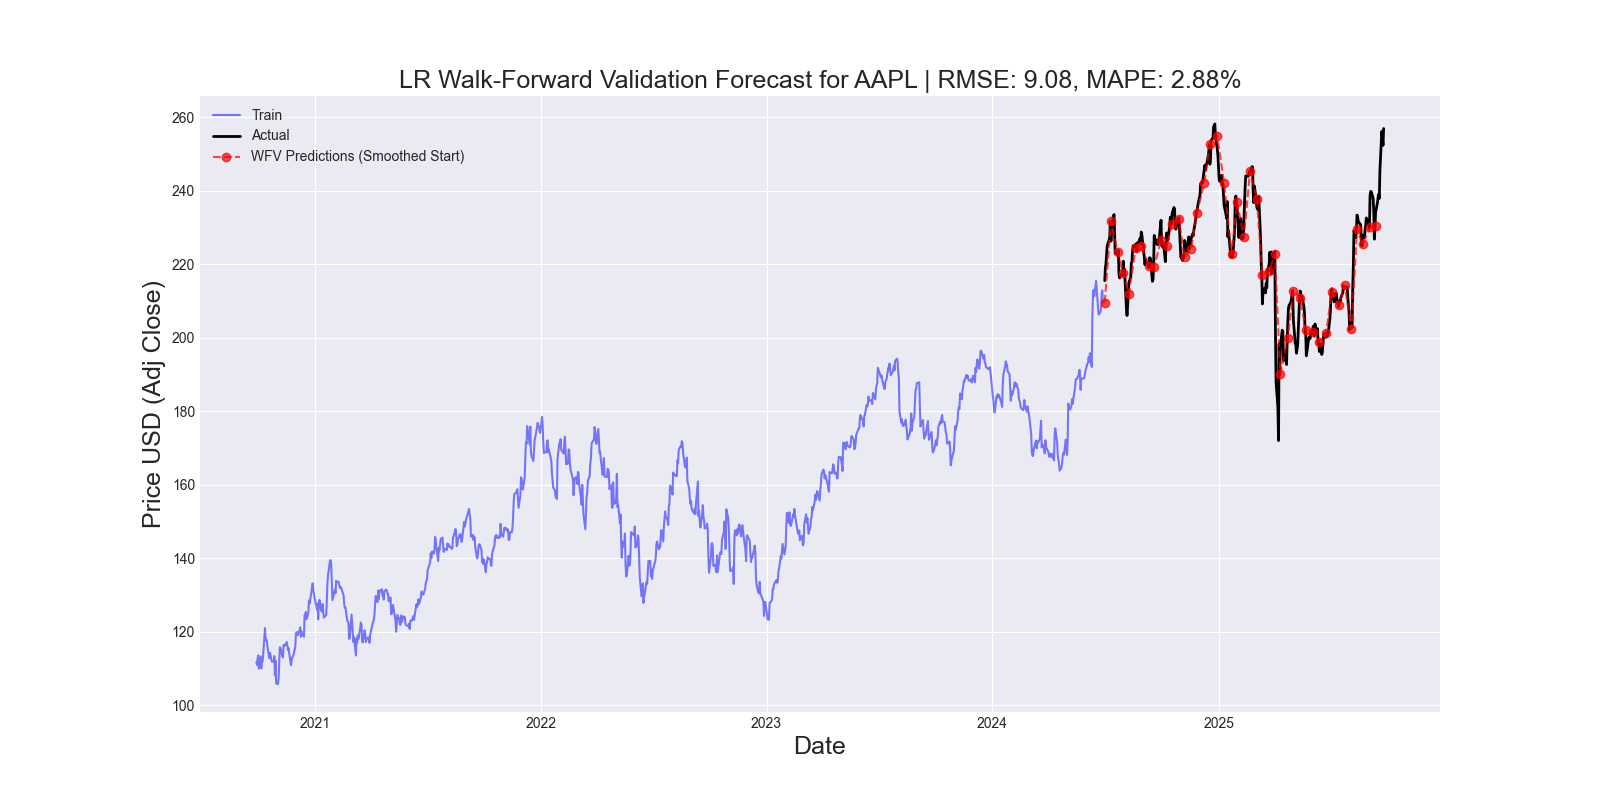 LR Walk-Forward Validation Forecast for AAPL | RMSE: 9.08, MAPE: 2.88%
Train
Actual
WFV Predictions (Smoothed Start)
Price USD (Adj Close)
260
240
220
200
180
160
140
120
100
2021 2022 2023 2024 2025
Date